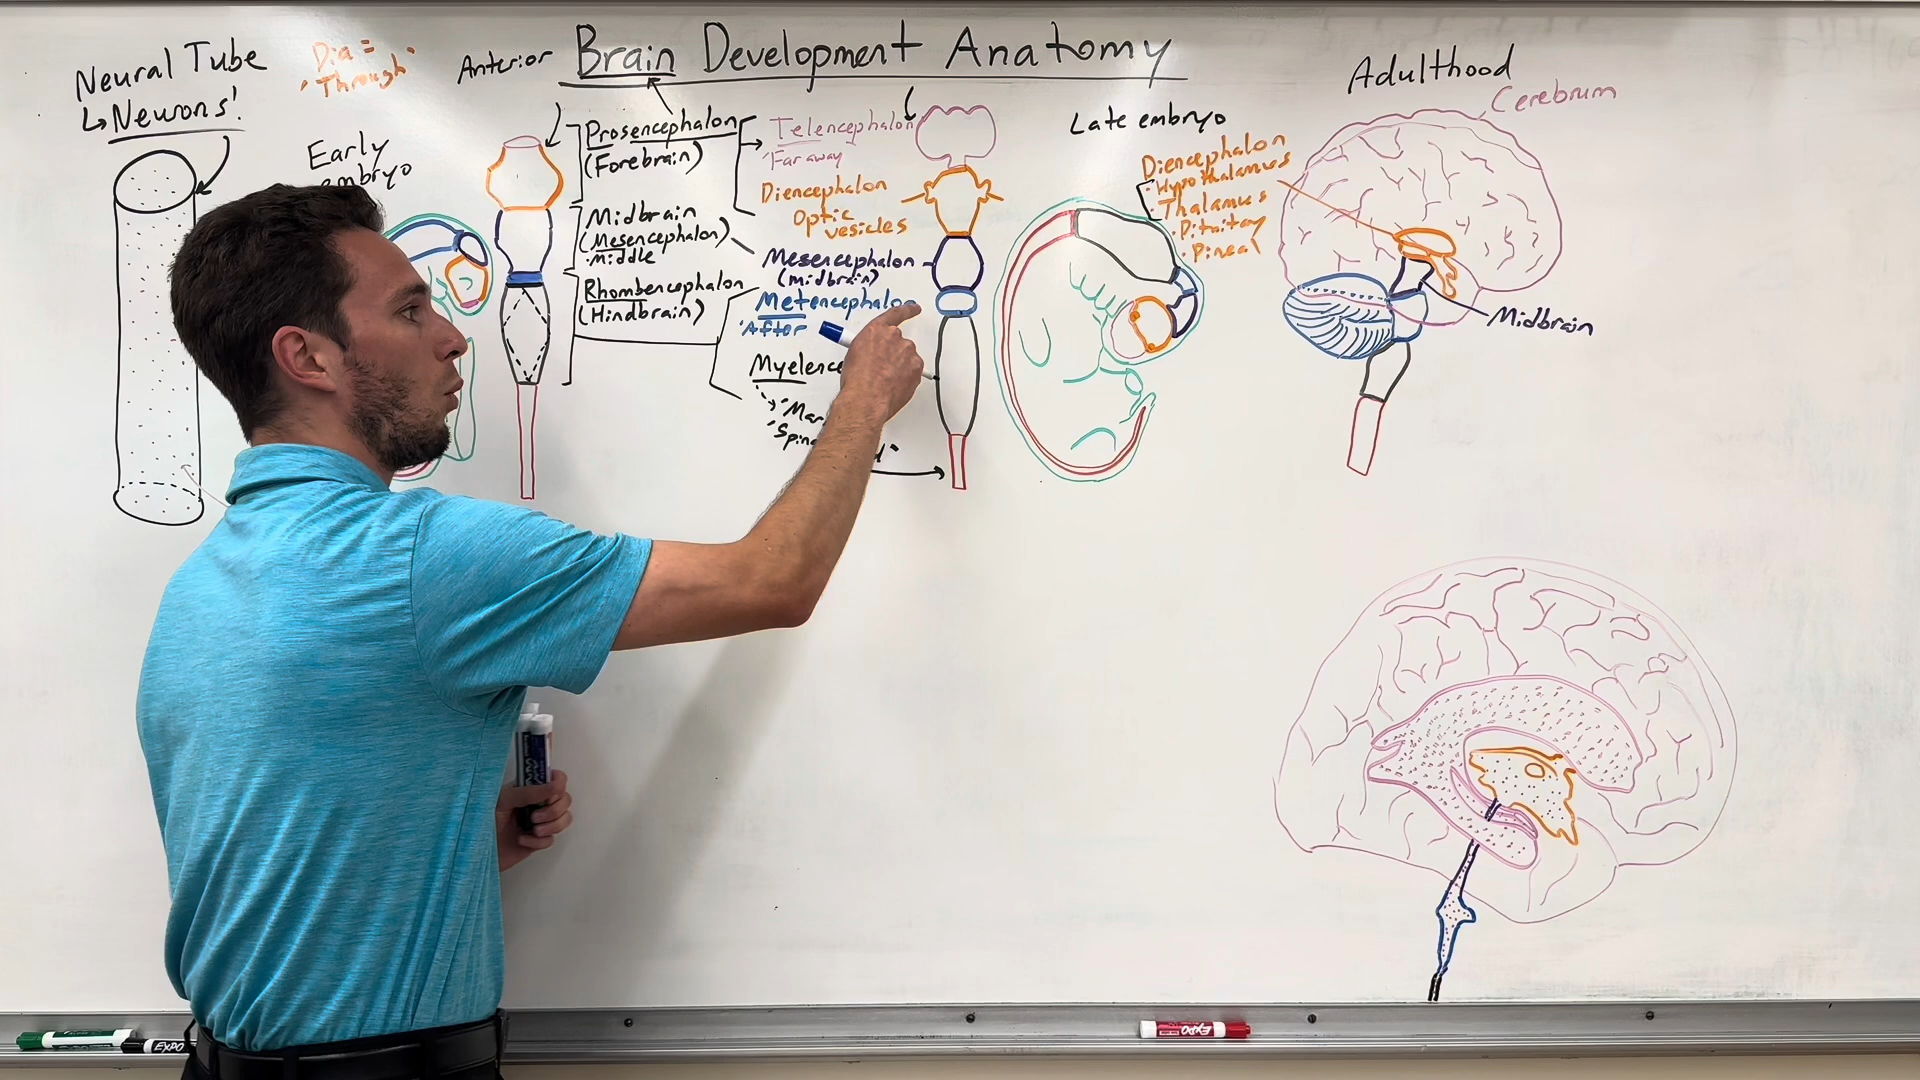 Brain Development Anatomy
Neural Tube
↳ Neurons!
Dia =
"Through"
Anterior
Early
embryo
Prosencephalon
(Forebrain)
Midbrain
(Mesencephalon)
·middle
Rhombencephalon
(Hindbrain)
Telencephalon
"Far away
Diencephalon
Optic
vesicles
Mesencephalon
(midbrain)
Metencephalon
"After
Late embryo
Diencephalon
·Hypothalamus
·Thalamus
·Pituitary
·Pineal
Adulthood
Cerebrum
Midbrain
EXPO
EXPO